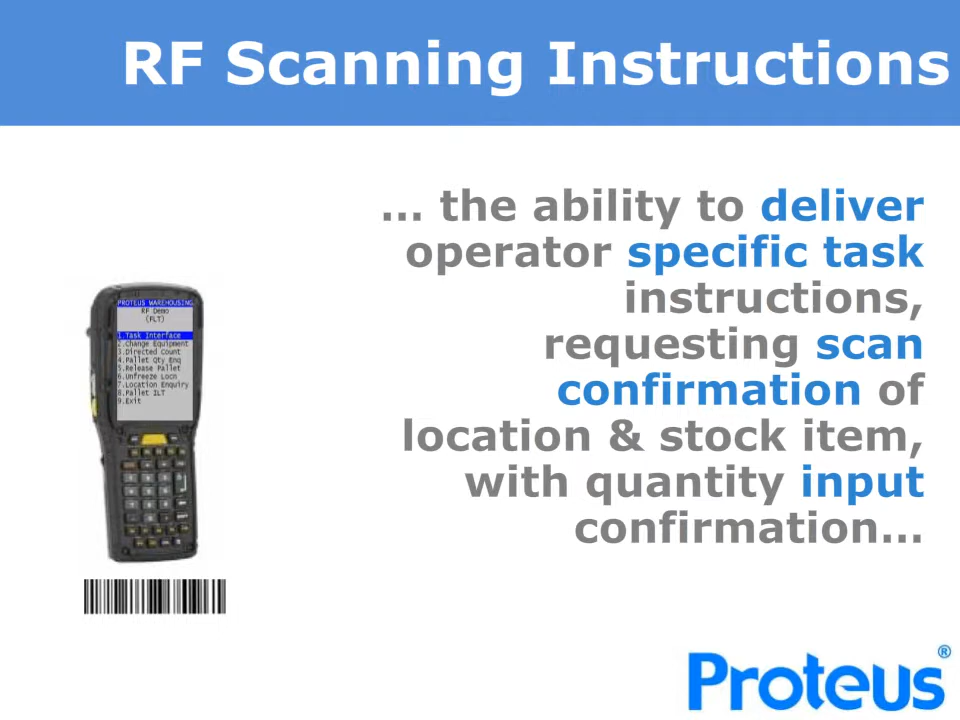 RF Scanning Instructions
... the ability to deliver
operator specific task
instructions,
requesting scan
confirmation of
location & stock item,
with quantity input
confirmation...
PROTEUS WAREHOUSING
RF Demo
(FLT)
1.Task Interface
2.Change Equipment
3.Directed Count
4.Pallet Qty Enq
5.Release Pallet
6.Unfreeze Locn
7.Location Enquiry
8.Pallet ILT
9.Exit
Proteus®